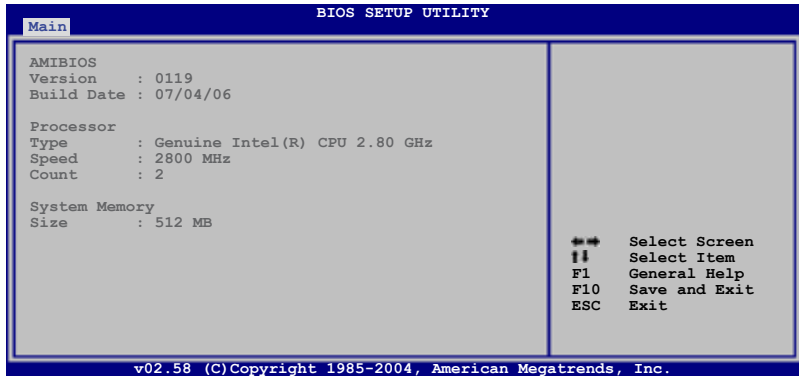 BIOS SETUP UTILITY
Main
AMIBIOS
Version : 0119
Build Date : 07/04/06
Processor
Type : Genuine Intel(R) CPU 2.80 GHz
Speed : 2800 MHz
Count : 2
System Memory
Size : 512 MB
←→ Select Screen
↑↓ Select Item
F1 General Help
F10 Save and Exit
ESC Exit
v02.58 (C)Copyright 1985-2004, American Megatrends, Inc.